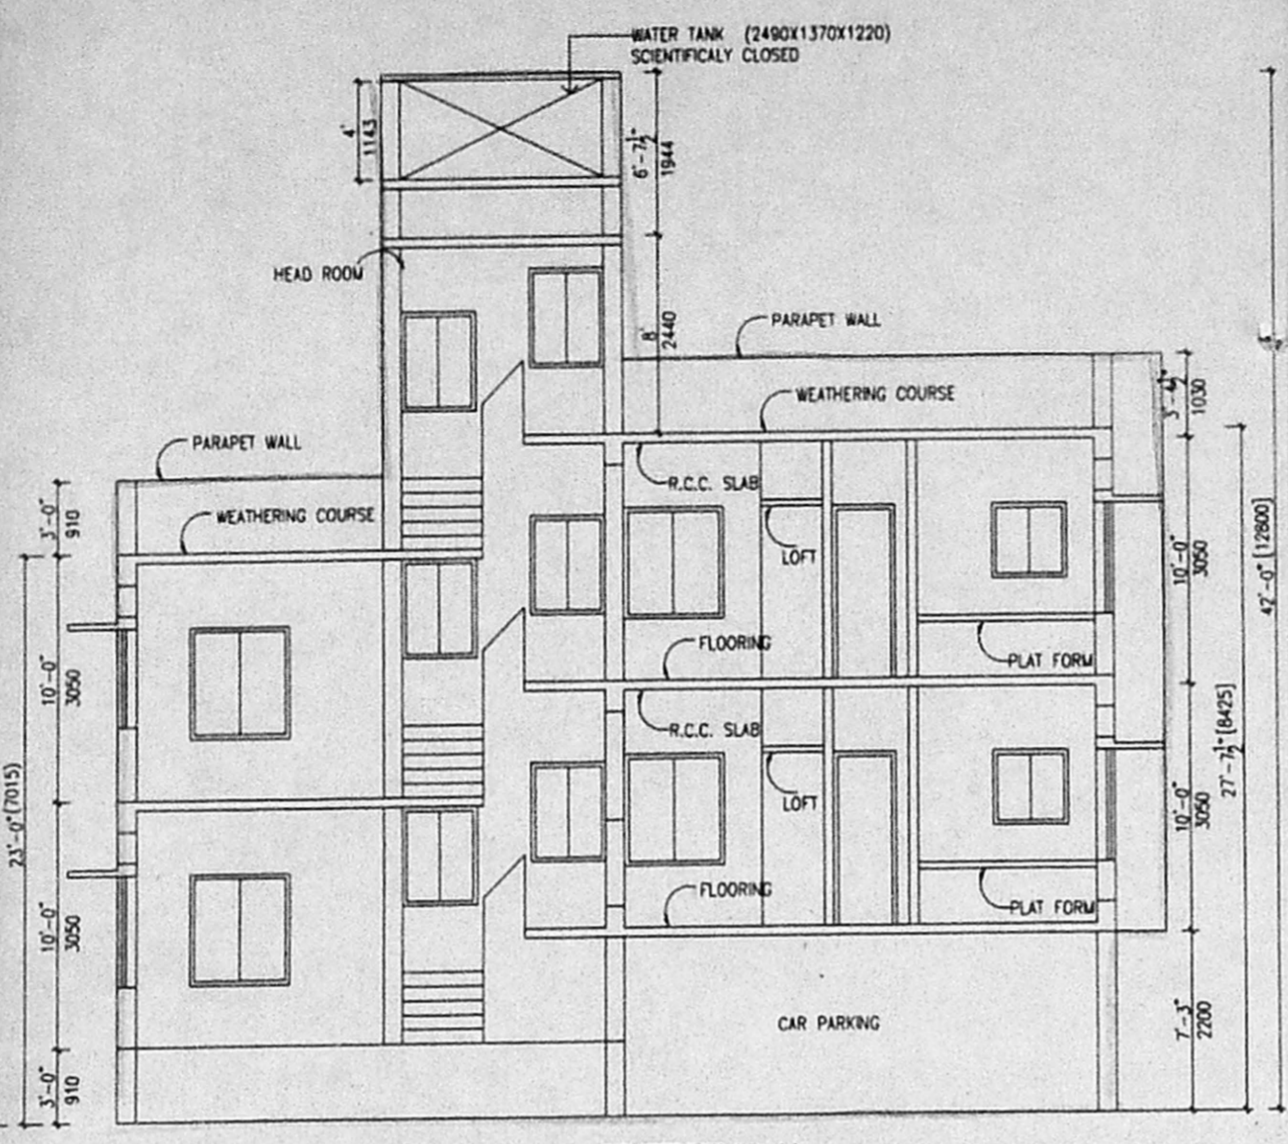 WATER TANK (2490X1370X1220)
SCIENTIFICALY CLOSED
4'
1143
6'-7½"
1944
HEAD ROOM
8'
2440
PARAPET WALL
WEATHERING COURSE
1030
PARAPET WALL
WEATHERING COURSE
3'-0"
910
R.C.C. SLAB
LOFT
10'-0"
3050
42'-0" [12800]
FLOORING
PLAT FORM
10'-0"
3050
R.C.C. SLAB
LOFT
10'-0"
3050
27'-7½" [8425]
23'-0" (7015)
FLOORING
PLAT FORM
10'-0"
3050
CAR PARKING
7'-3"
2200
3'-0"
910